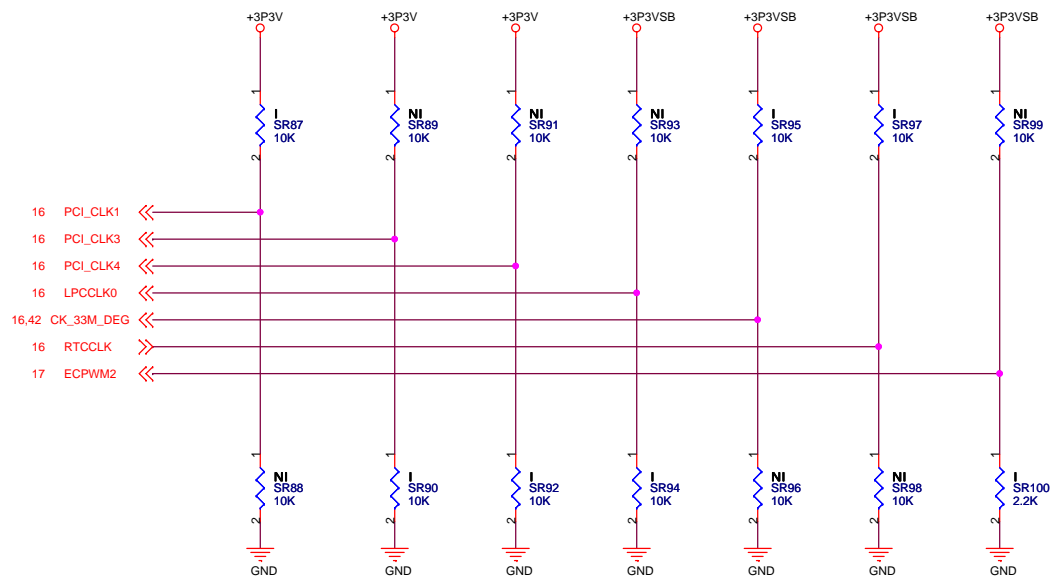 +3P3V +3P3V +3P3V +3P3VSB +3P3VSB +3P3VSB +3P3VSB
1 1 1 1 1 1 1
I NI NI NI I I NI
SR87 SR89 SR91 SR93 SR95 SR97 SR99
10K 10K 10K 10K 10K 10K 10K
2 2 2 2 2 2 2
16 PCI_CLK1
16 PCI_CLK3
16 PCI_CLK4
16 LPCCLK0
16,42 CK_33M_DEG
16 RTCCLK
17 ECPWM2
1 1 1 1 1 1 1
NI I I I NI NI I
SR88 SR90 SR92 SR94 SR96 SR98 SR100
10K 10K 10K 10K 10K 10K 2.2K
2 2 2 2 2 2 2
GND GND GND GND GND GND GND